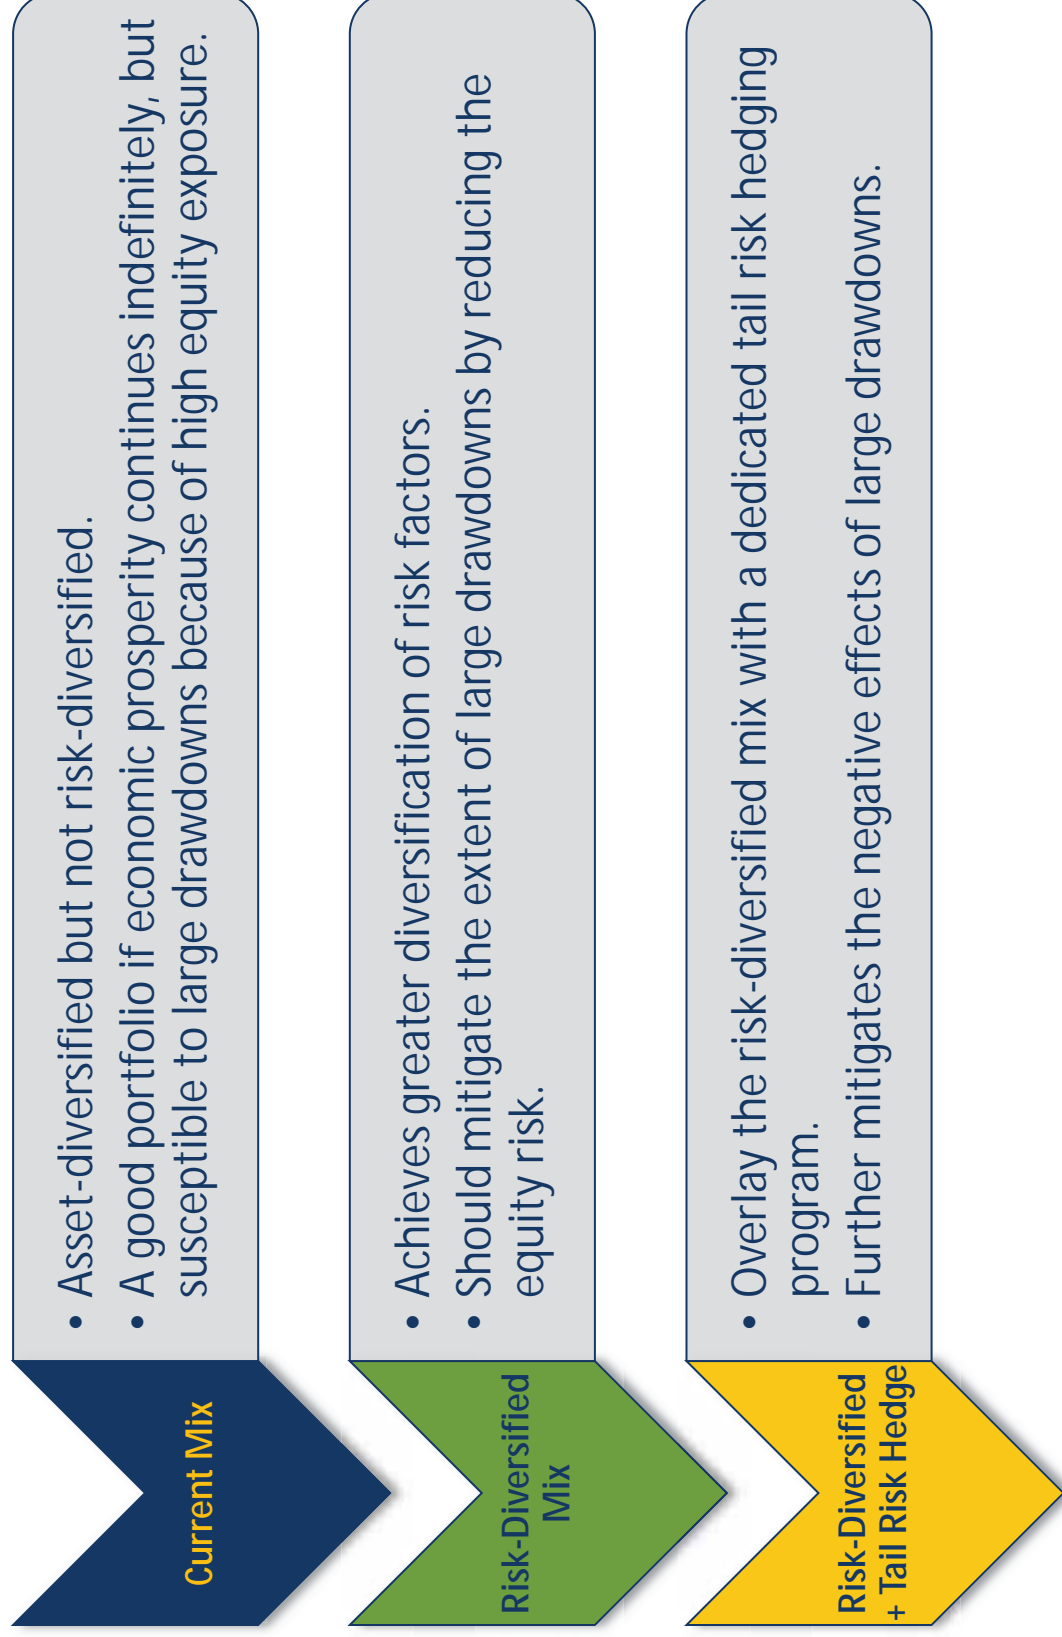 Current Mix
• Asset-diversified but not risk-diversified.
• A good portfolio if economic prosperity continues indefinitely, but
susceptible to large drawdowns because of high equity exposure.
Risk-Diversified
Mix
• Achieves greater diversification of risk factors.
• Should mitigate the extent of large drawdowns by reducing the
equity risk.
Risk-Diversified
+ Tail Risk Hedge
• Overlay the risk-diversified mix with a dedicated tail risk hedging
program.
• Further mitigates the negative effects of large drawdowns.